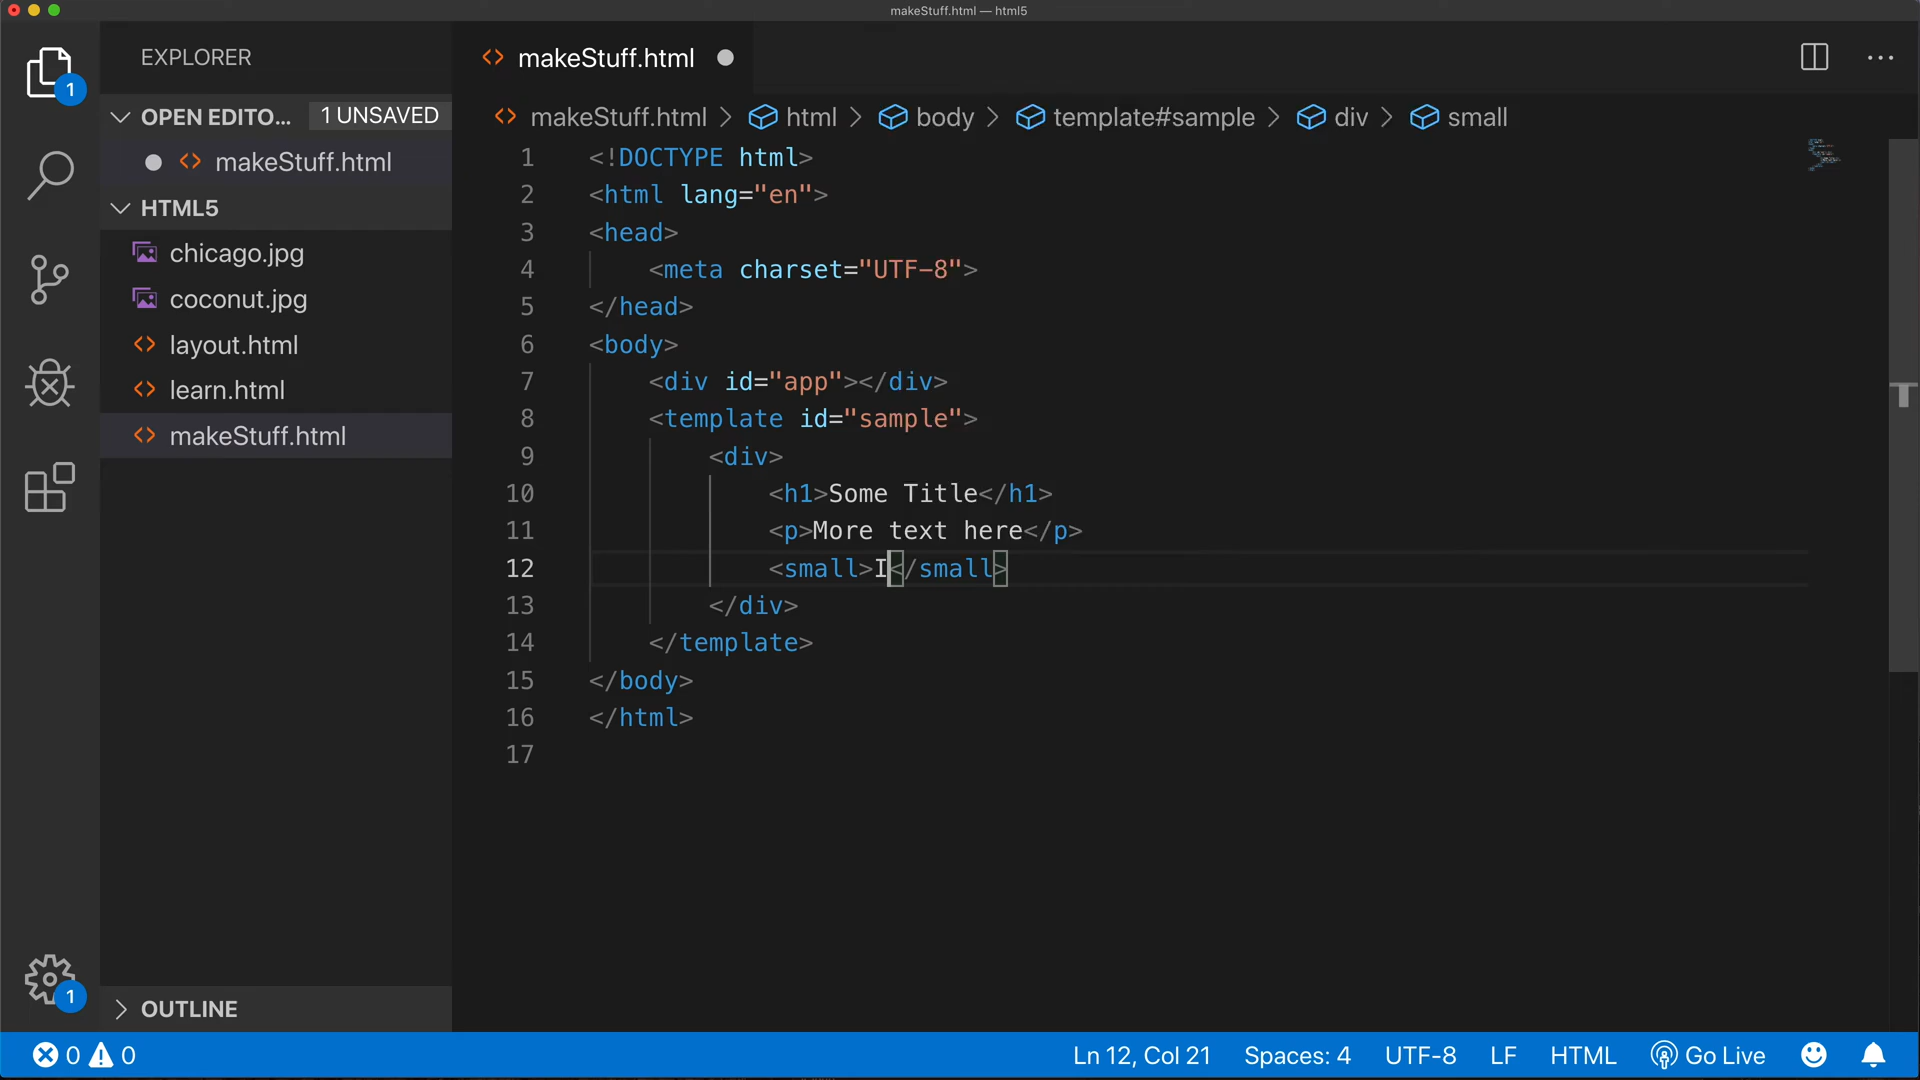 makeStuff.html — html5
EXPLORER
OPEN EDITO... 1 UNSAVED
makeStuff.html
HTML5
chicago.jpg
coconut.jpg
layout.html
learn.html
makeStuff.html
OUTLINE
1
1
makeStuff.html
makeStuff.html > html > body > template#sample > div > small
1 <!DOCTYPE html>
2 <html lang="en">
3 <head>
4     <meta charset="UTF-8">
5 </head>
6 <body>
7     <div id="app"></div>
8     <template id="sample">
9         <div>
10             <h1>Some Title</h1>
11             <p>More text here</p>
12             <small>I</small>
13         </div>
14     </template>
15 </body>
16 </html>
17
0 0 Ln 12, Col 21 Spaces: 4 UTF-8 LF HTML Go Live